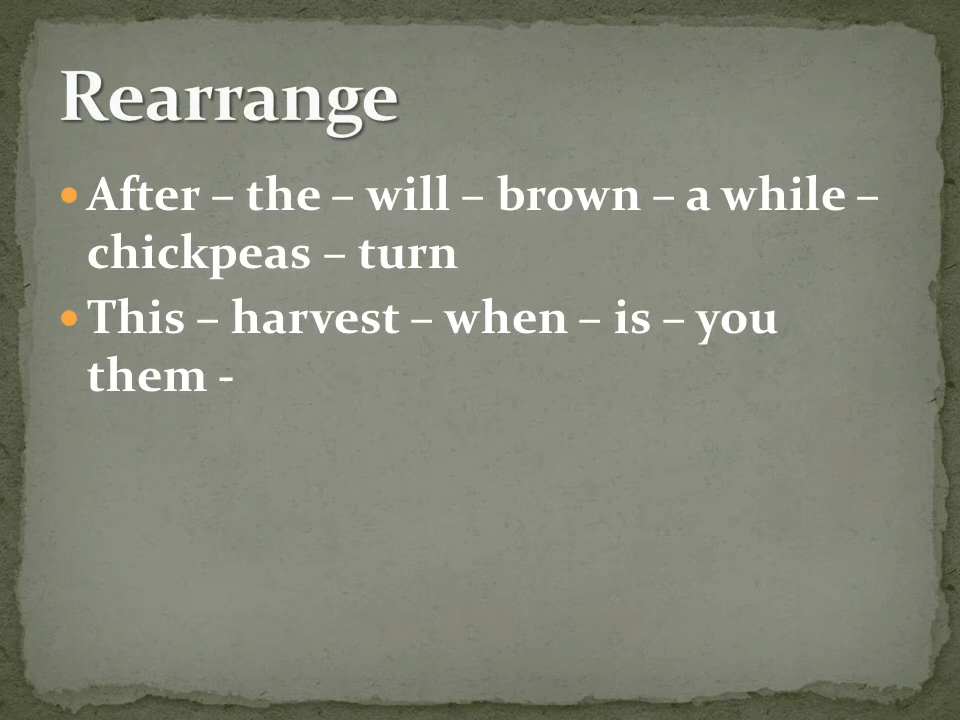 Rearrange
• After – the – will – brown – a while –
chickpeas – turn
• This – harvest – when – is – you
them -